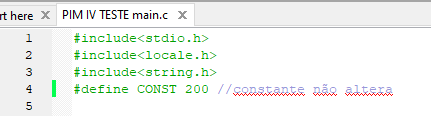 rt here PIM IV TESTE main.c
1 #include<stdio.h>
2 #include<locale.h>
3 #include<string.h>
4 #define CONST 200 //constante não altera
5